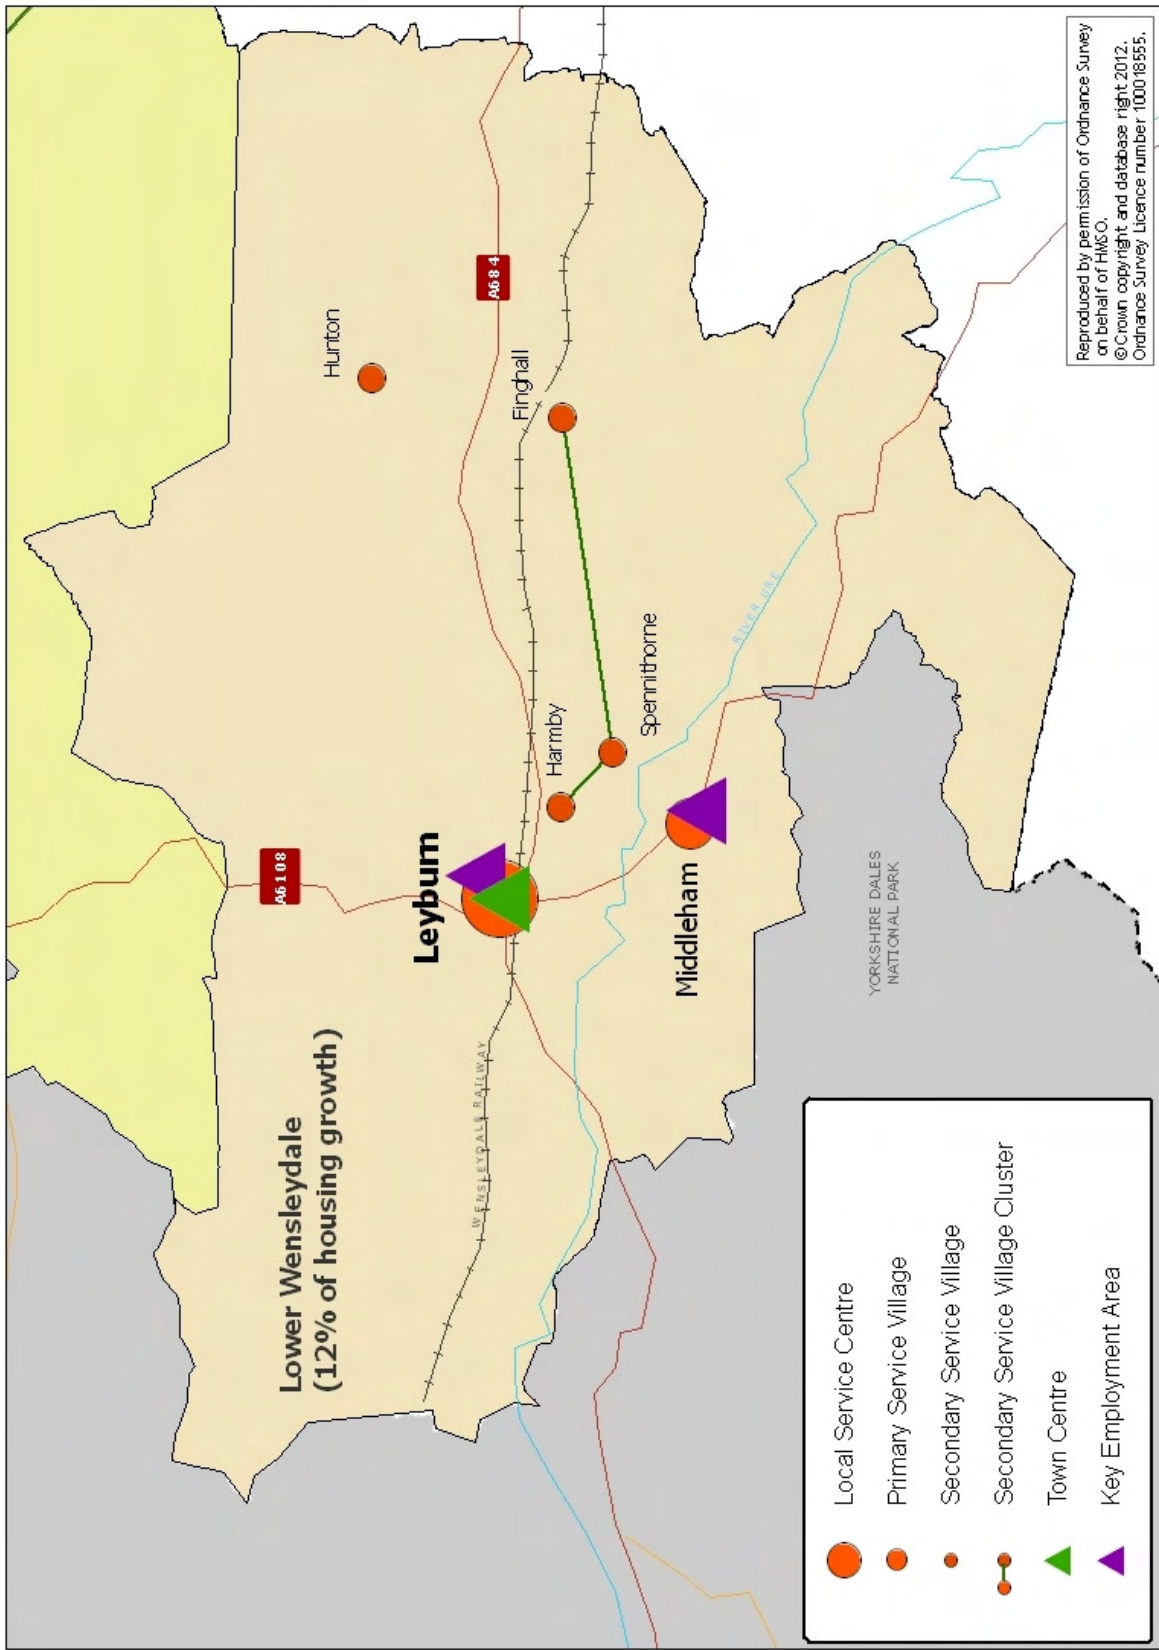 Lower Wensleydale
(12% of housing growth)
A6108
Hunton
A684
Leyburn
Finghall
WENSLEYDALE RAILWAY
Harmby
Spennithorne
Middleham
RIVER URE
YORKSHIRE DALES
NATIONAL PARK
Local Service Centre
Primary Service Village
Secondary Service Village
Secondary Service Village Cluster
Town Centre
Key Employment Area
Reproduced by permission of Ordnance Survey
on behalf of HMSO.
©Crown copyright and database right 2012.
Ordnance Survey Licence number 100018555.